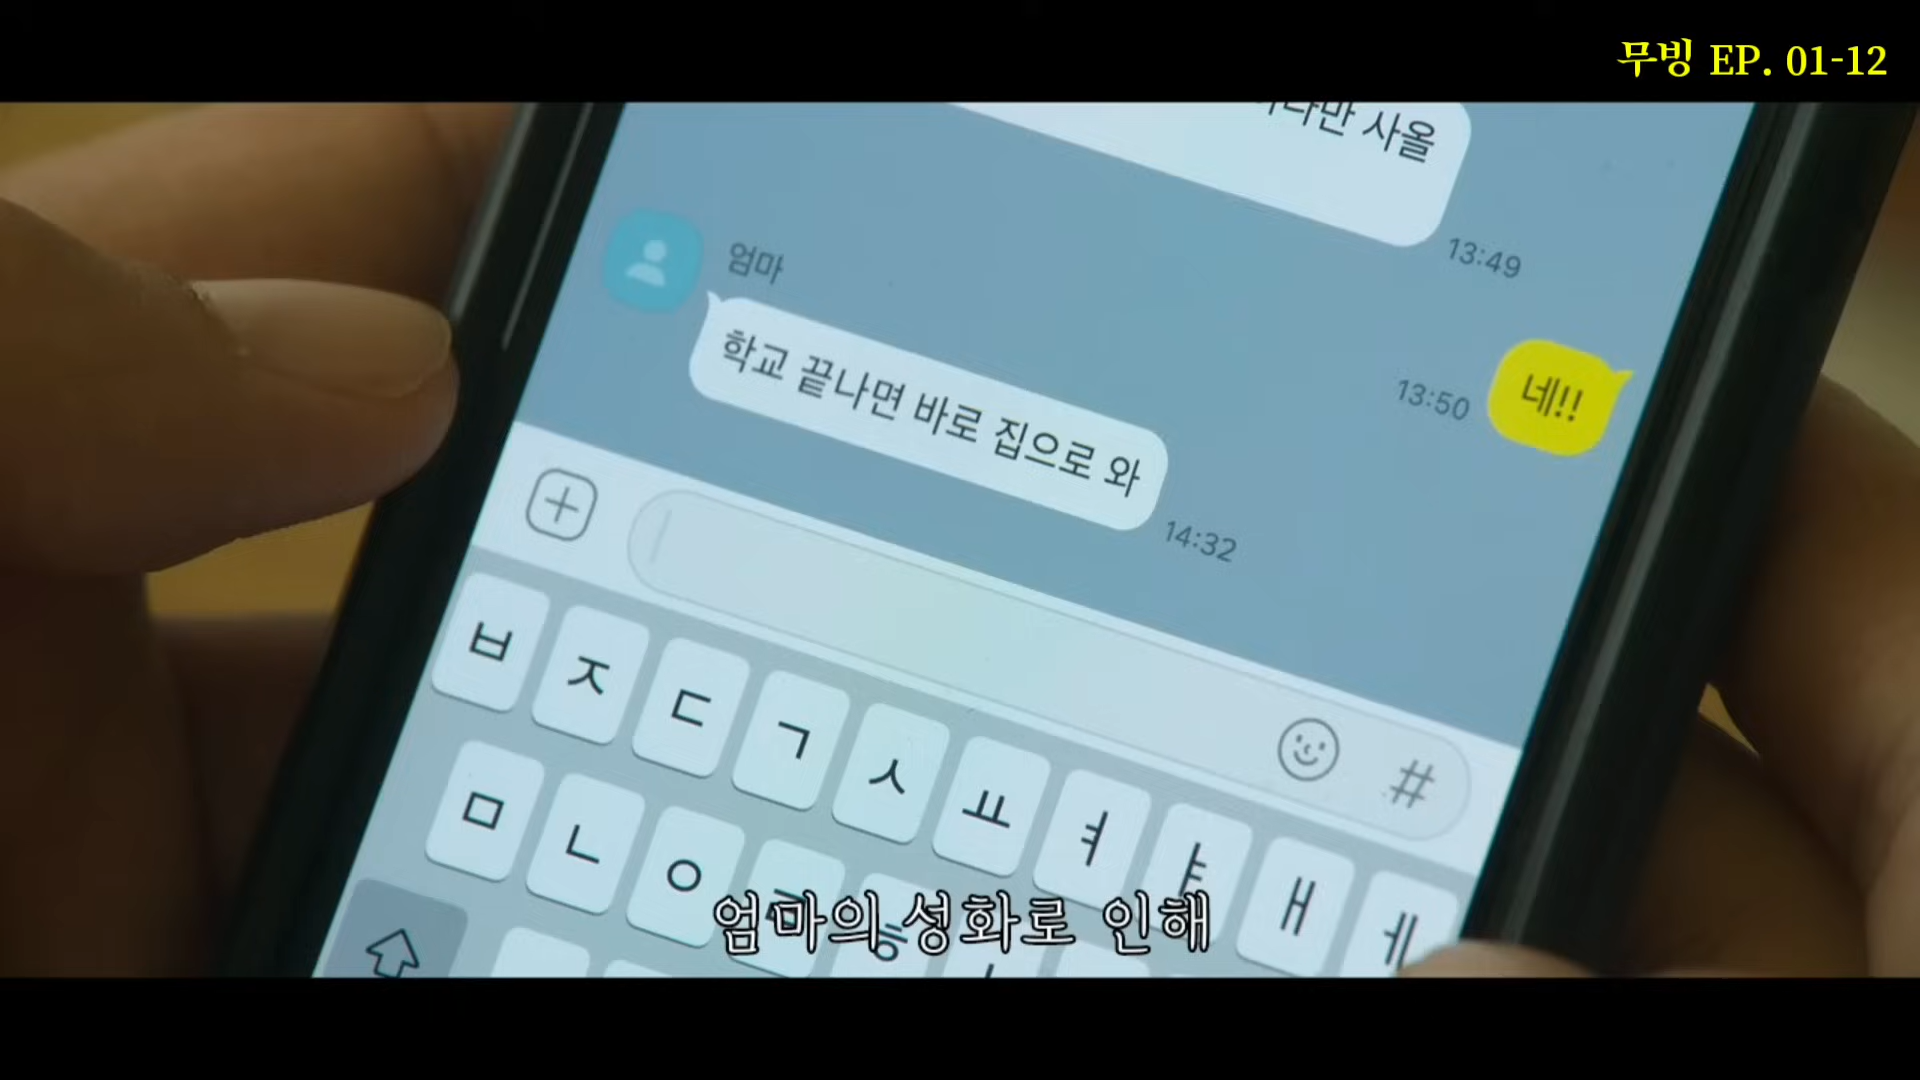 무빙 EP. 01-12
사올
13:49
네!!
13:50
엄마
학교 끝나면 바로 집으로 와
14:32
#
ㅂ ㅈ ㄷ ㄱ ㅅ ㅛ ㅕ ㅑ ㅐ ㅔ
ㅁ ㄴ ㅇ
엄마의 성화로 인해